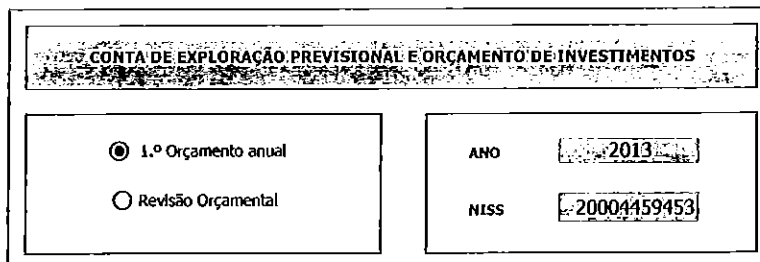 CONTA DE EXPLORAÇÃO PREVISIONAL E ORÇAMENTO DE INVESTIMENTOS
1.º Orçamento anual
Revisão Orçamental
ANO 2013
NISS 20004459453